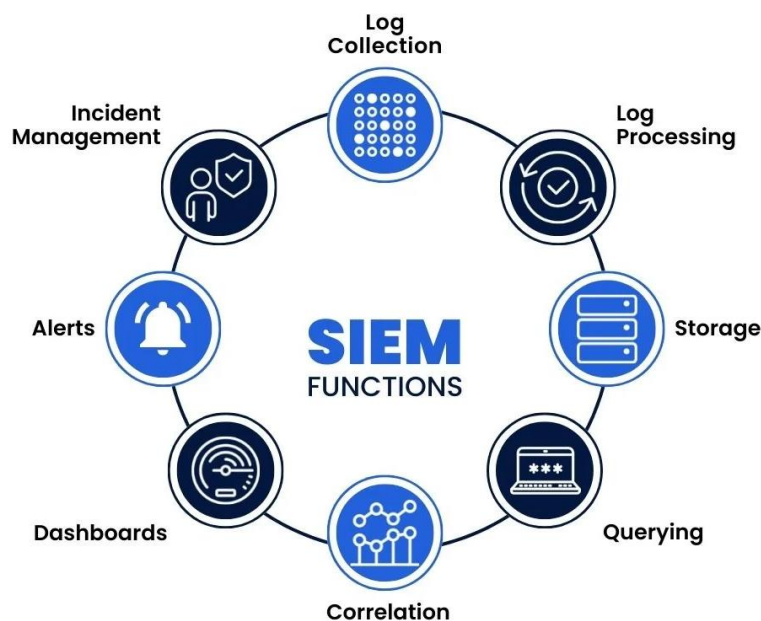 Log
Collection
Incident
Management
Log
Processing
Alerts
SIEM
FUNCTIONS
Storage
***
Dashboards
Querying
Correlation